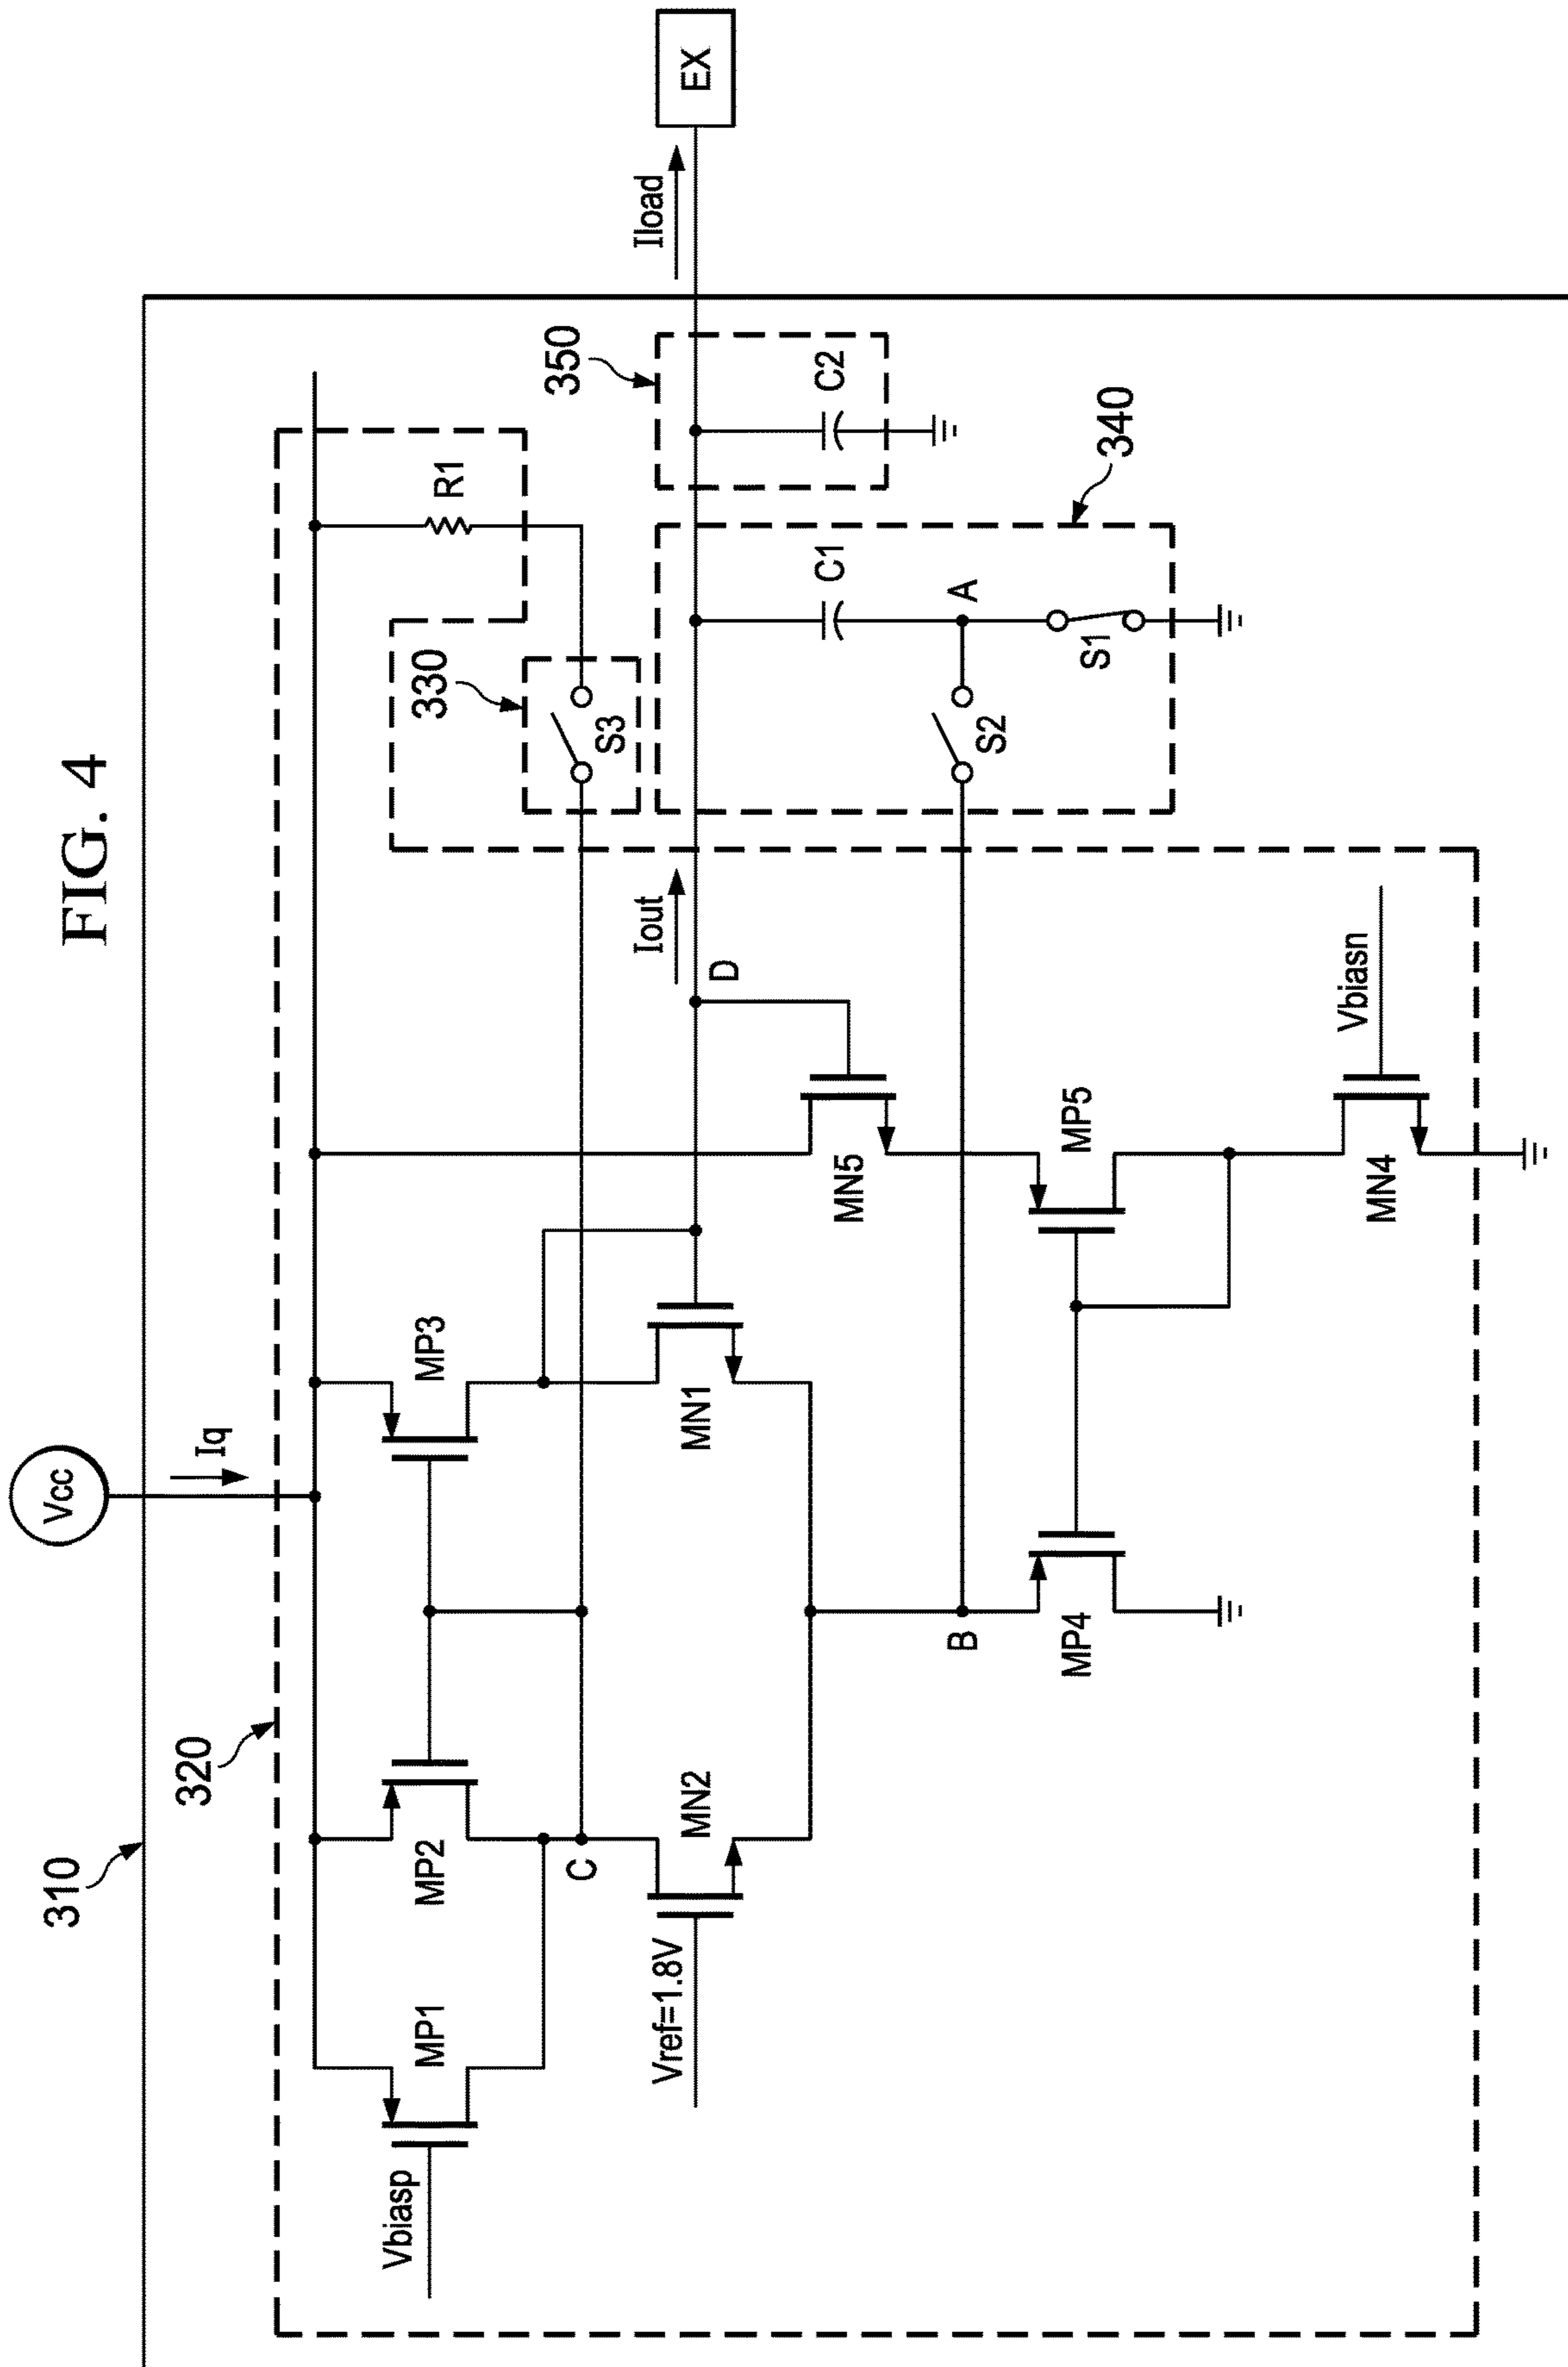 FIG. 4
310
Vcc
Iq
320
Vbiasp
MP1
MP2
MP3
R1
330
S3
C
Vref=1.8V
MN2
MN1
D
Iout
Iload
EX
350
C2
340
C1
A
S2
S1
B
MN5
MP4
MP5
MN4
Vbiasn